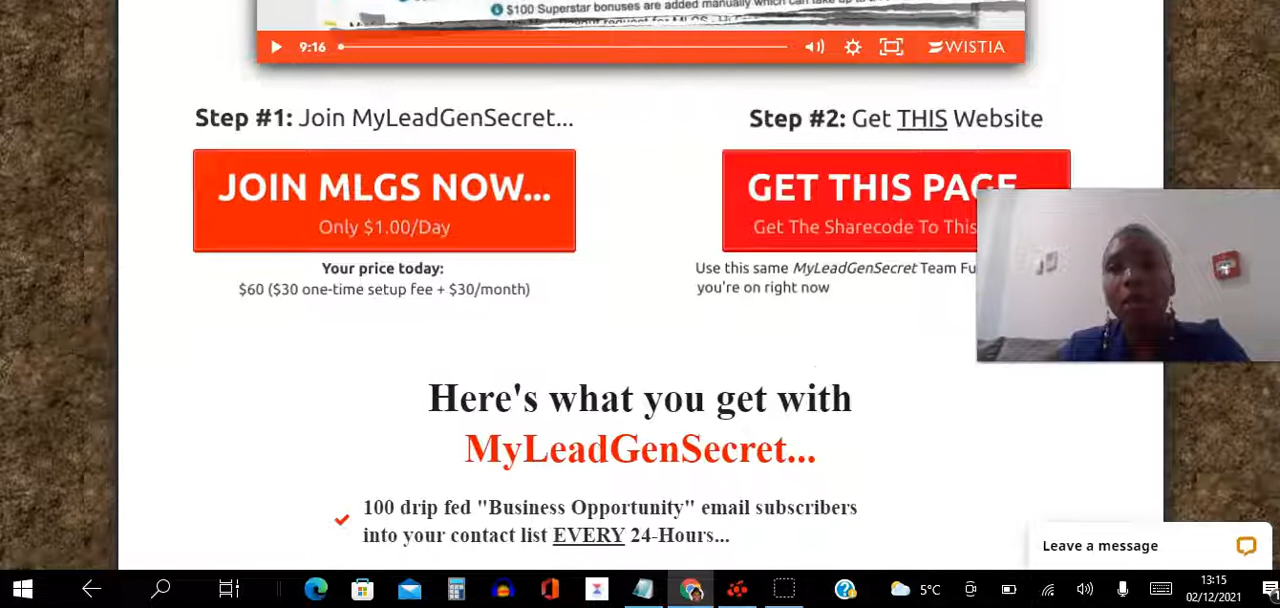 $100 Superstar bonuses are added manually which can take up to a
9:16
WISTIA
Step #1: Join MyLeadGenSecret...
Step #2: Get THIS Website
JOIN MLGS NOW...
Only $1.00/Day
GET THIS PAGE
Get The Sharecode To This
Your price today:
$60 ($30 one-time setup fee + $30/month)
Use this same MyLeadGenSecret Team
you're on right now
Here's what you get with
MyLeadGenSecret...
100 drip fed "Business Opportunity" email subscribers
into your contact list EVERY 24-Hours...
Leave a message
5°C
13:15
02/12/2021